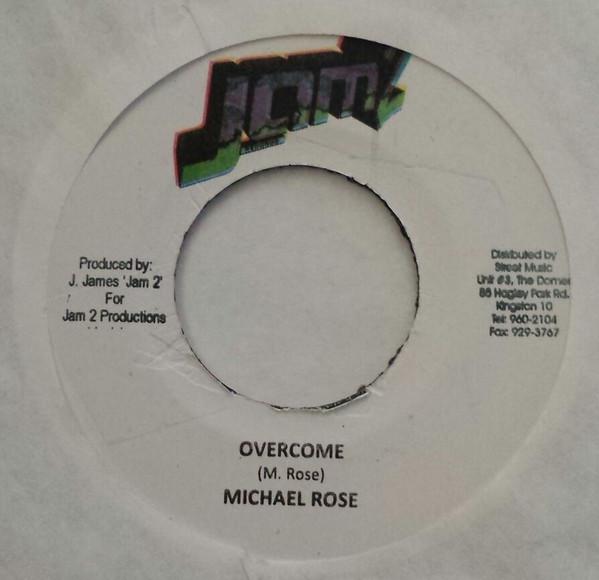 Jam 2
Produced by:
J. James 'Jam 2'
For
Jam 2 Productions
Distributed by
Street Music
Unit #3, The Domes
85 Hagley Park Rd.
Kingston 10
Tel: 960-2104
Fax: 929-3767
OVERCOME
(M. Rose)
MICHAEL ROSE